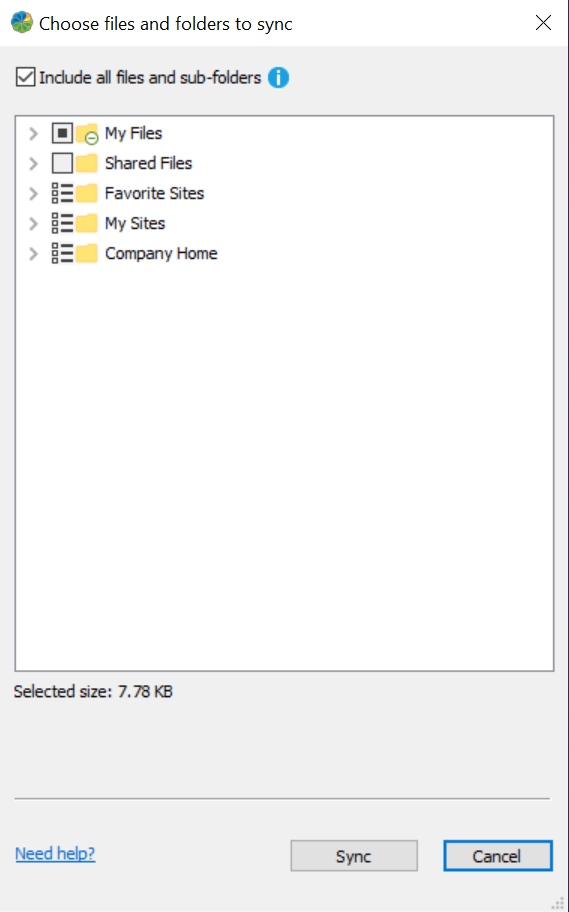 Choose files and folders to sync
Include all files and sub-folders
My Files
Shared Files
Favorite Sites
My Sites
Company Home
Selected size: 7.78 KB
Need help?
Sync
Cancel